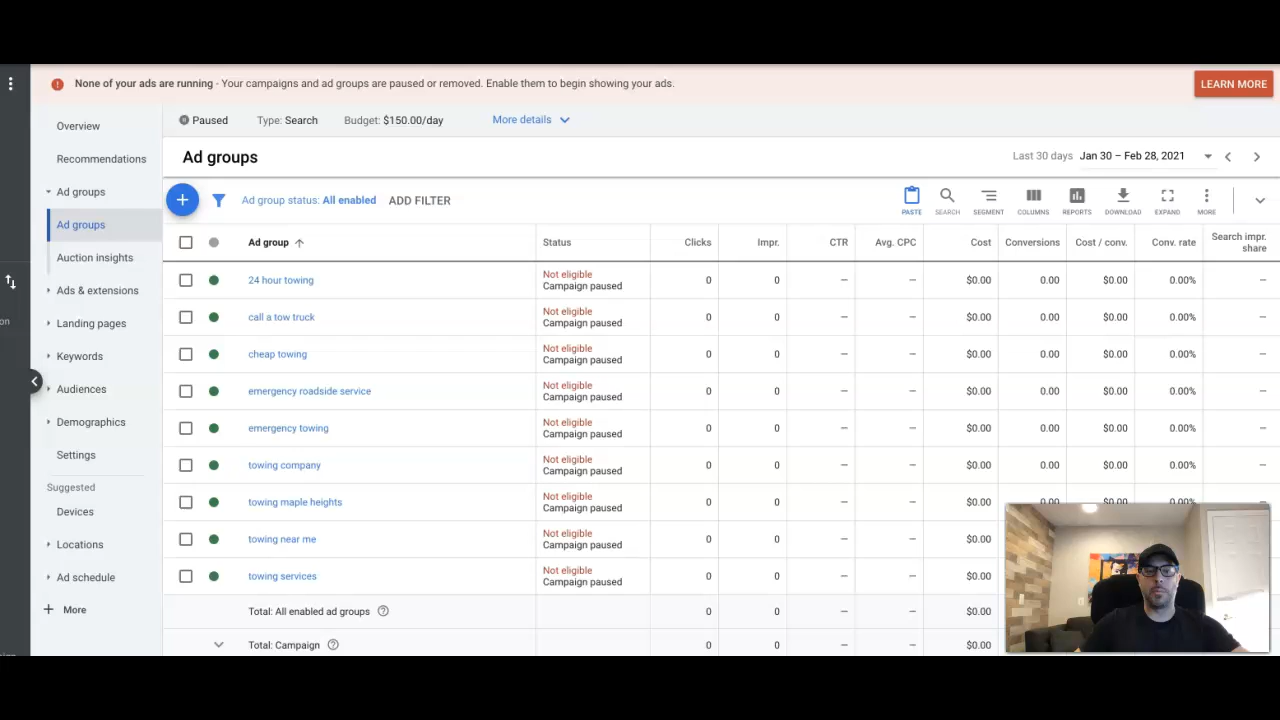 None of your ads are running - Your campaigns and ad groups are paused or removed. Enable them to begin showing your ads.
LEARN MORE
Paused Type: Search Budget: $150.00/day More details
Overview
Recommendations
Ad groups
Ad groups
Auction insights
Ads & extensions
Landing pages
Keywords
Audiences
Demographics
Settings
Suggested
Devices
Locations
Ad schedule
More
on
Ad groups
Last 30 days Jan 30 – Feb 28, 2021
Ad group status: All enabled ADD FILTER
PASTE SEARCH SEGMENT COLUMNS REPORTS DOWNLOAD EXPAND MORE
Ad group Status Clicks Impr. CTR Avg. CPC Cost Conversions Cost / conv. Conv. rate Search impr. share
24 hour towing Not eligible Campaign paused 0 0 – – $0.00 0.00 $0.00 0.00% –
call a tow truck Not eligible Campaign paused 0 0 – – $0.00 0.00 $0.00 0.00% –
cheap towing Not eligible Campaign paused 0 0 – – $0.00 0.00 $0.00 0.00% –
emergency roadside service Not eligible Campaign paused 0 0 – – $0.00 0.00 $0.00 0.00% –
emergency towing Not eligible Campaign paused 0 0 – – $0.00 0.00 $0.00 0.00% –
towing company Not eligible Campaign paused 0 0 – – $0.00 0.00 $0.00 0.00% –
towing maple heights Not eligible Campaign paused 0 0 – – $0.00 0.00 $0.00 0.00% –
towing near me Not eligible Campaign paused 0 0 – – $0.00
towing services Not eligible Campaign paused 0 0 – – $0.00
Total: All enabled ad groups 0 0 – – $0.00
Total: Campaign 0 0 – – $0.00